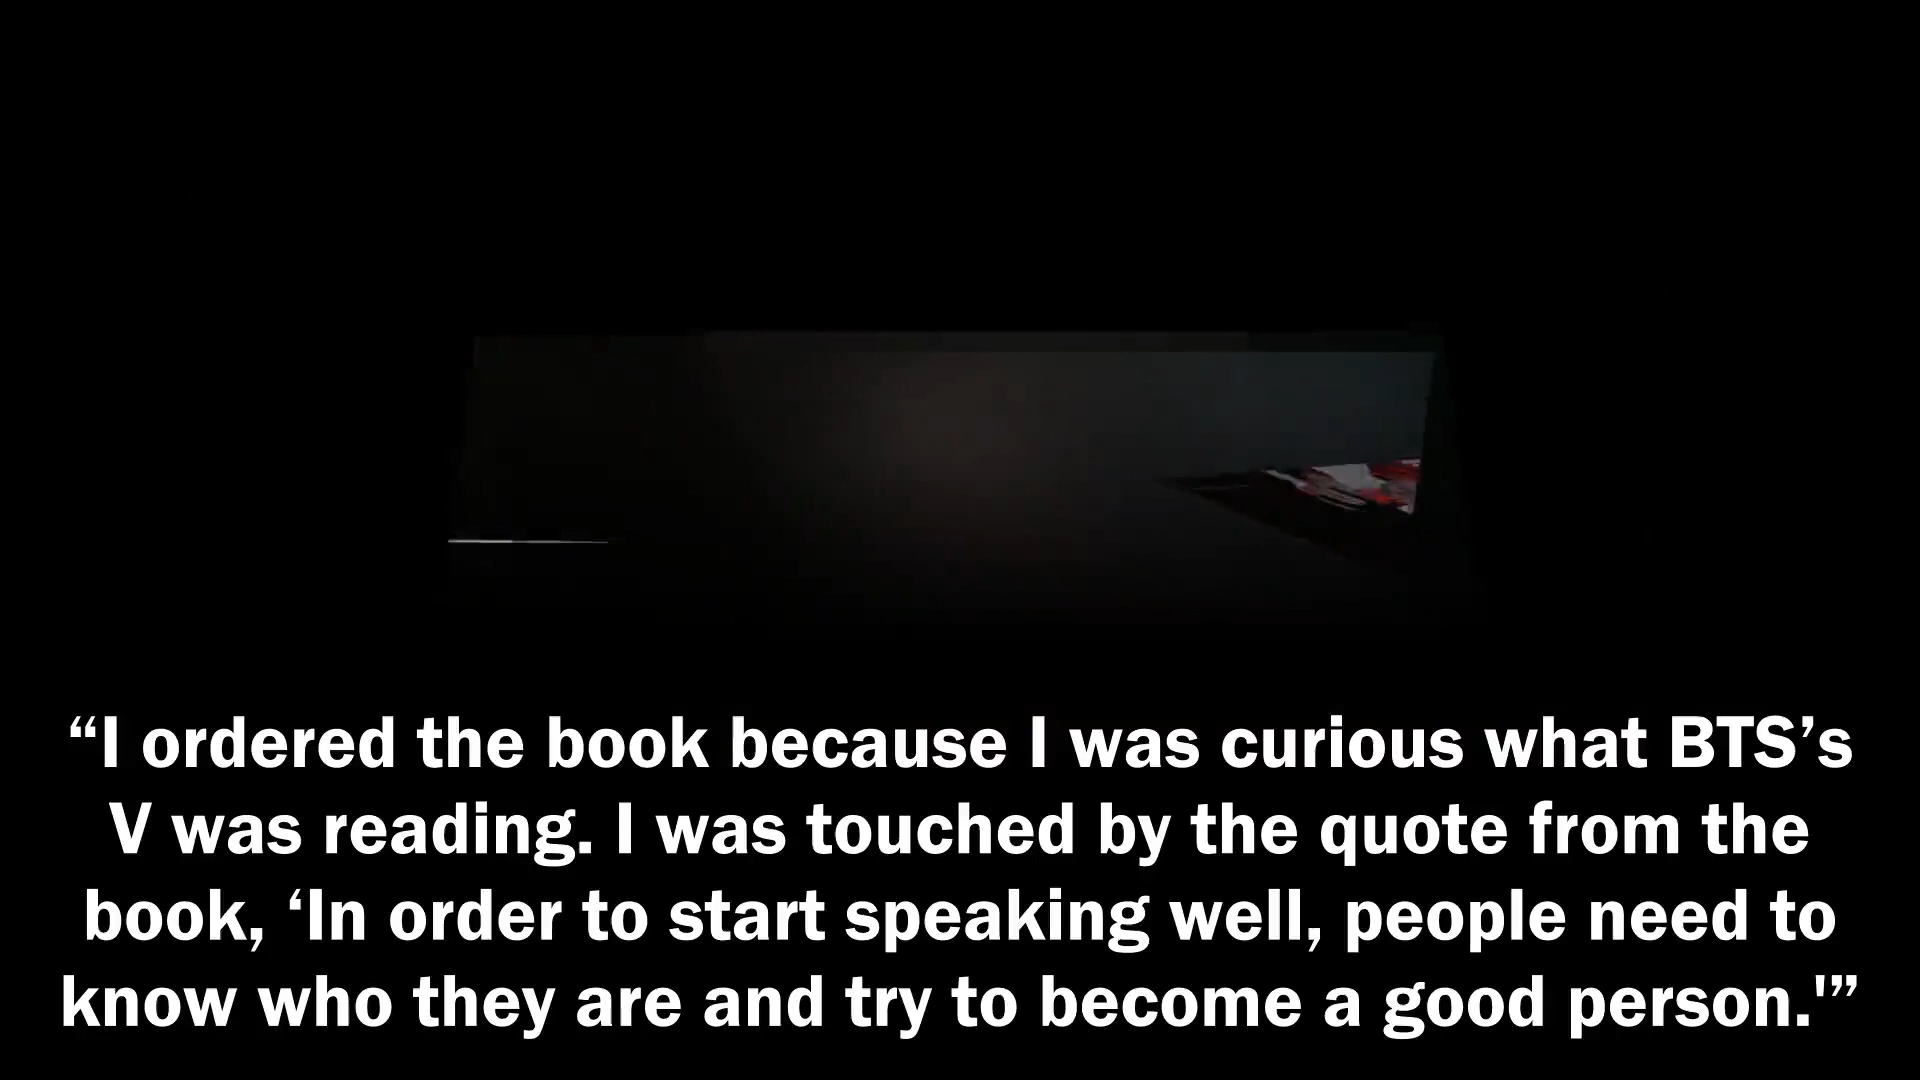 “I ordered the book because I was curious what BTS’s
V was reading. I was touched by the quote from the
book, ‘In order to start speaking well, people need to
know who they are and try to become a good person.'”